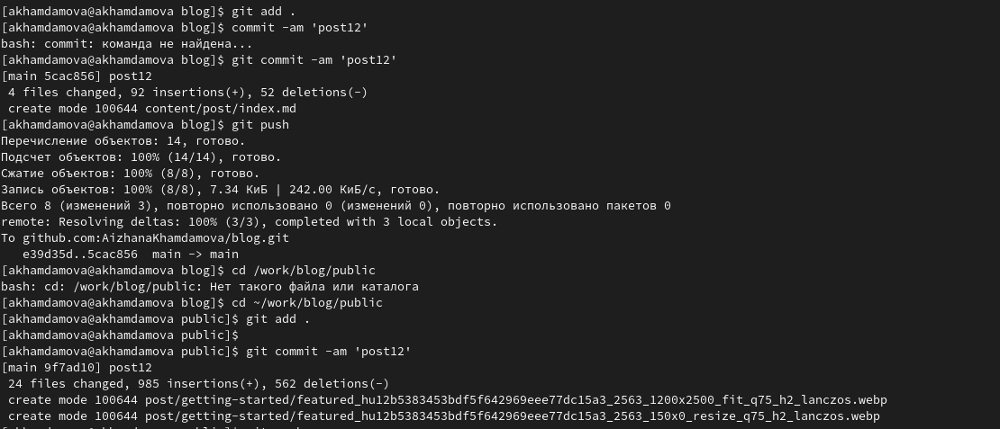 [akhamdamova@akhamdamova blog]$ git add .
[akhamdamova@akhamdamova blog]$ commit -am 'post12'
bash: commit: команда не найдена...
[akhamdamova@akhamdamova blog]$ git commit -am 'post12'
[main 5cac856] post12
 4 files changed, 92 insertions(+), 52 deletions(-)
 create mode 100644 content/post/index.md
[akhamdamova@akhamdamova blog]$ git push
Перечисление объектов: 14, готово.
Подсчет объектов: 100% (14/14), готово.
Сжатие объектов: 100% (8/8), готово.
Запись объектов: 100% (8/8), 7.34 КиБ | 242.00 КиБ/с, готово.
Всего 8 (изменений 3), повторно использовано 0 (изменений 0), повторно использовано пакетов 0
remote: Resolving deltas: 100% (3/3), completed with 3 local objects.
To github.com:AizhanaKhamdamova/blog.git
   e39d35d..5cac856  main -> main
[akhamdamova@akhamdamova blog]$ cd /work/blog/public
bash: cd: /work/blog/public: Нет такого файла или каталога
[akhamdamova@akhamdamova blog]$ cd ~/work/blog/public
[akhamdamova@akhamdamova public]$ git add .
[akhamdamova@akhamdamova public]$
[akhamdamova@akhamdamova public]$ git commit -am 'post12'
[main 9f7ad10] post12
 24 files changed, 985 insertions(+), 562 deletions(-)
 create mode 100644 post/getting-started/featured_hu12b5383453bdf5f642969eee77dc15a3_2563_1200x2500_fit_q75_h2_lanczos.webp
 create mode 100644 post/getting-started/featured_hu12b5383453bdf5f642969eee77dc15a3_2563_150x0_resize_q75_h2_lanczos.webp